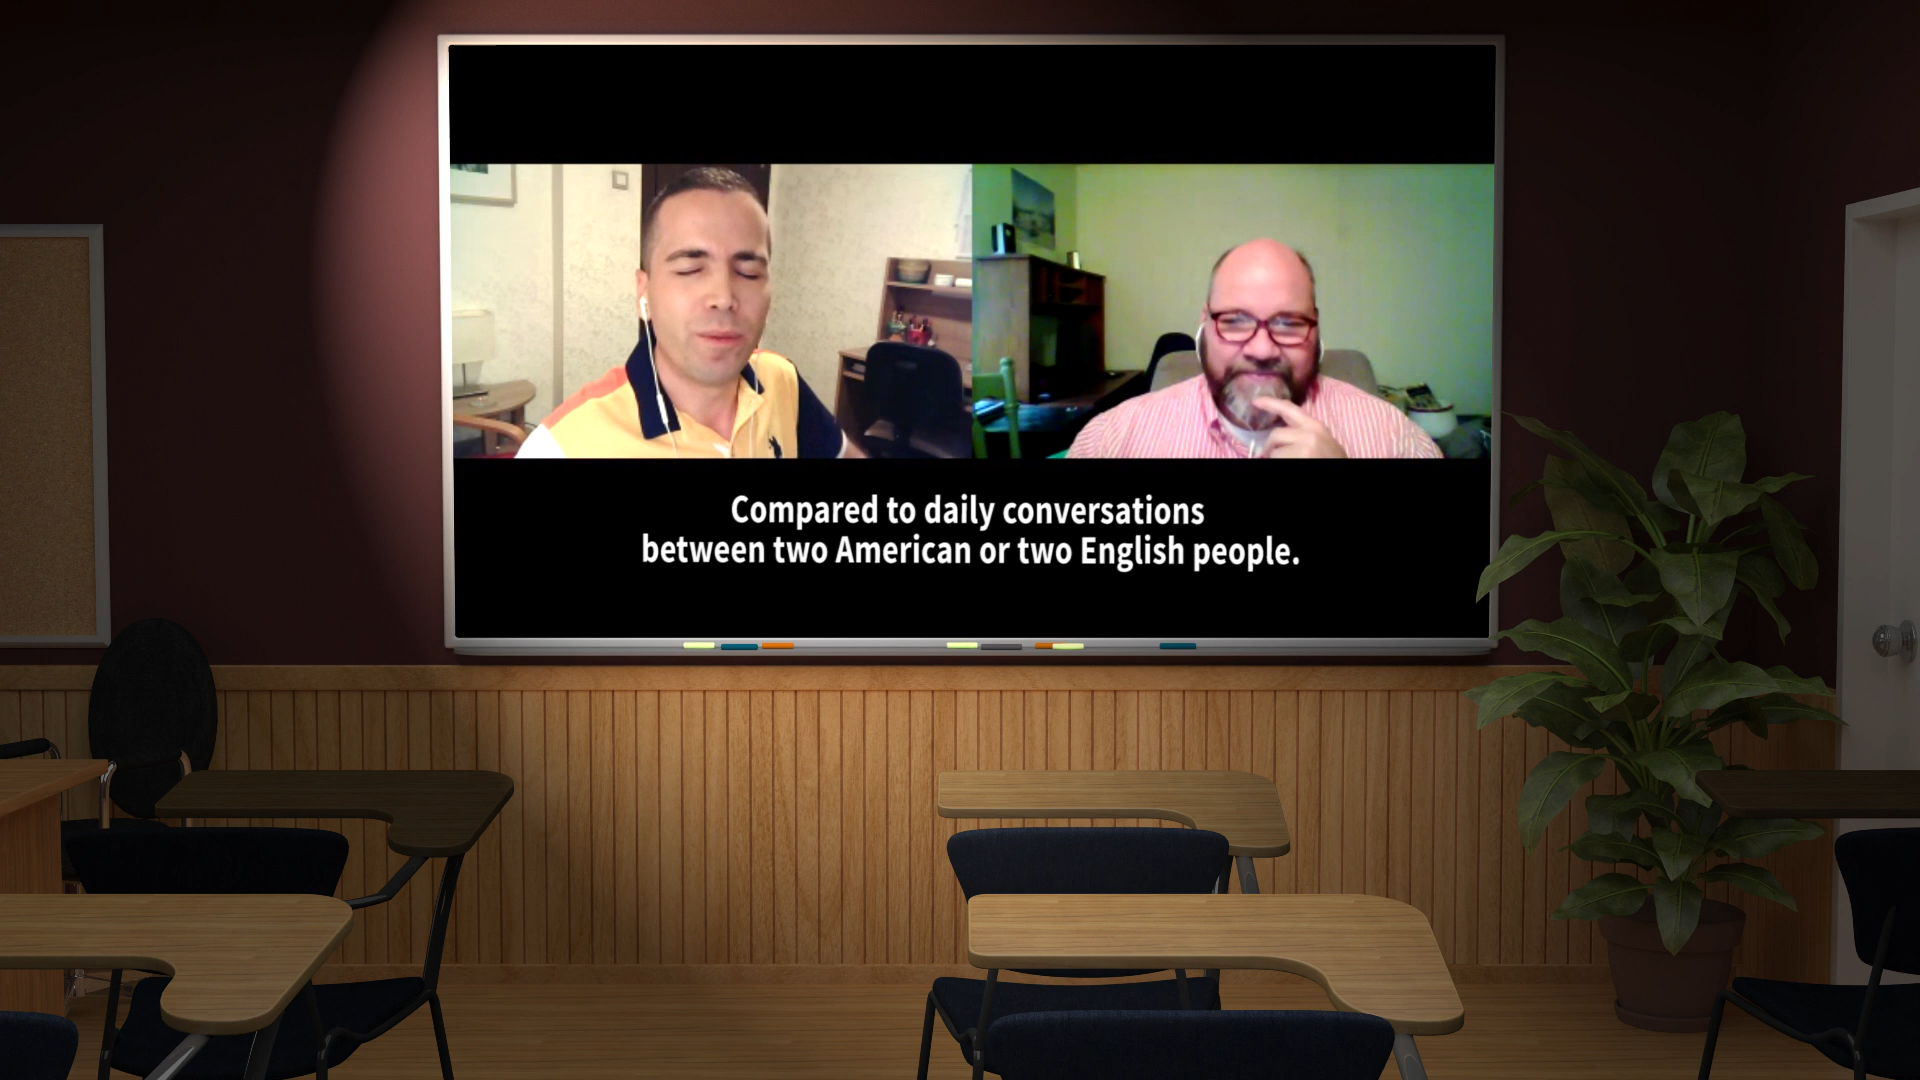 Compared to daily conversations
between two American or two English people.